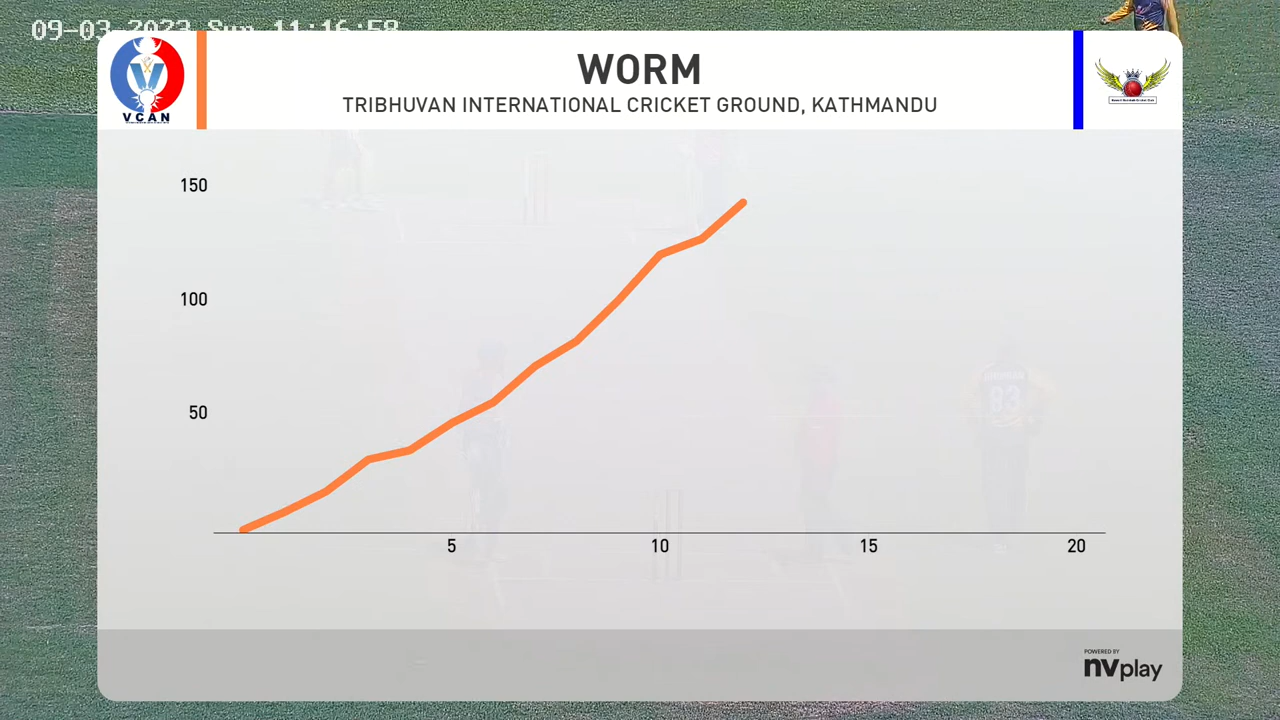 09-03-2023 Sun 11:16:58
VCAN
WORM
TRIBHUVAN INTERNATIONAL CRICKET GROUND, KATHMANDU
150
100
50
5 10 15 20
83
POWERED BY
nvplay